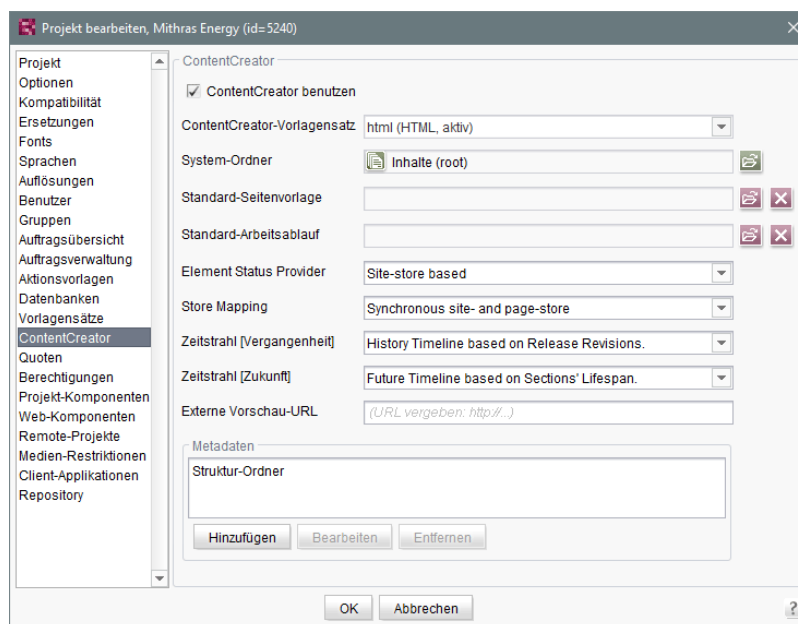 Projekt bearbeiten, Mithras Energy (id=5240)
Projekt
Optionen
Kompatibilität
Ersetzungen
Fonts
Sprachen
Auflösungen
Benutzer
Gruppen
Auftragsübersicht
Auftragsverwaltung
Aktionsvorlagen
Datenbanken
Vorlagensätze
ContentCreator
Quoten
Berechtigungen
Projekt-Komponenten
Web-Komponenten
Remote-Projekte
Medien-Restriktionen
Client-Applikationen
Repository
ContentCreator
ContentCreator benutzen
ContentCreator-Vorlagensatz html (HTML, aktiv)
System-Ordner Inhalte (root)
Standard-Seitenvorlage
Standard-Arbeitsablauf
Element Status Provider Site-store based
Store Mapping Synchronous site- and page-store
Zeitstrahl [Vergangenheit] History Timeline based on Release Revisions.
Zeitstrahl [Zukunft] Future Timeline based on Sections' Lifespan.
Externe Vorschau-URL (URL vergeben: http://...)
Metadaten
Struktur-Ordner
Hinzufügen Bearbeiten Entfernen
OK Abbrechen ?